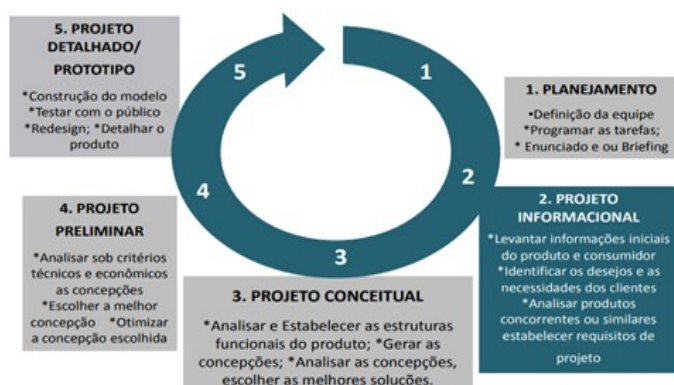 5. PROJETO
DETALHADO/
PROTOTIPO
*Construção do modelo
*Testar com o público
*Redesign; *Detalhar o
produto
5
1
2
3
4
1. PLANEJAMENTO
•Definição da equipe
*Programar as tarefas;
* Enunciado e ou Briefing
2. PROJETO
INFORMACIONAL
*Levantar informações iniciais
do produto e consumidor
*Identificar os desejos e as
necessidades dos clientes
*Analisar produtos
concorrentes ou similares
estabelecer requisitos de
projeto
3. PROJETO CONCEITUAL
*Analisar e Estabelecer as estruturas
funcionais do produto; *Gerar as
concepções; *Analisar as concepções,
escolher as melhores soluções.
4. PROJETO
PRELIMINAR
*Analisar sob critérios
técnicos e econômicos
as concepções
*Escolher a melhor
concepção *Otimizar
a concepção escolhida